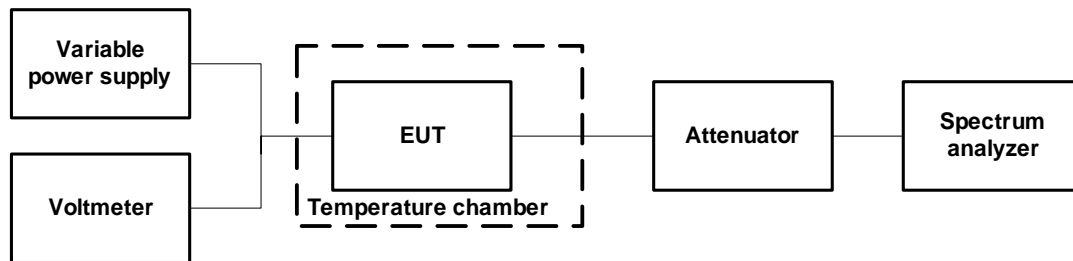 Variable
power supply
EUT
Attenuator
Spectrum
analyzer
Voltmeter
Temperature chamber